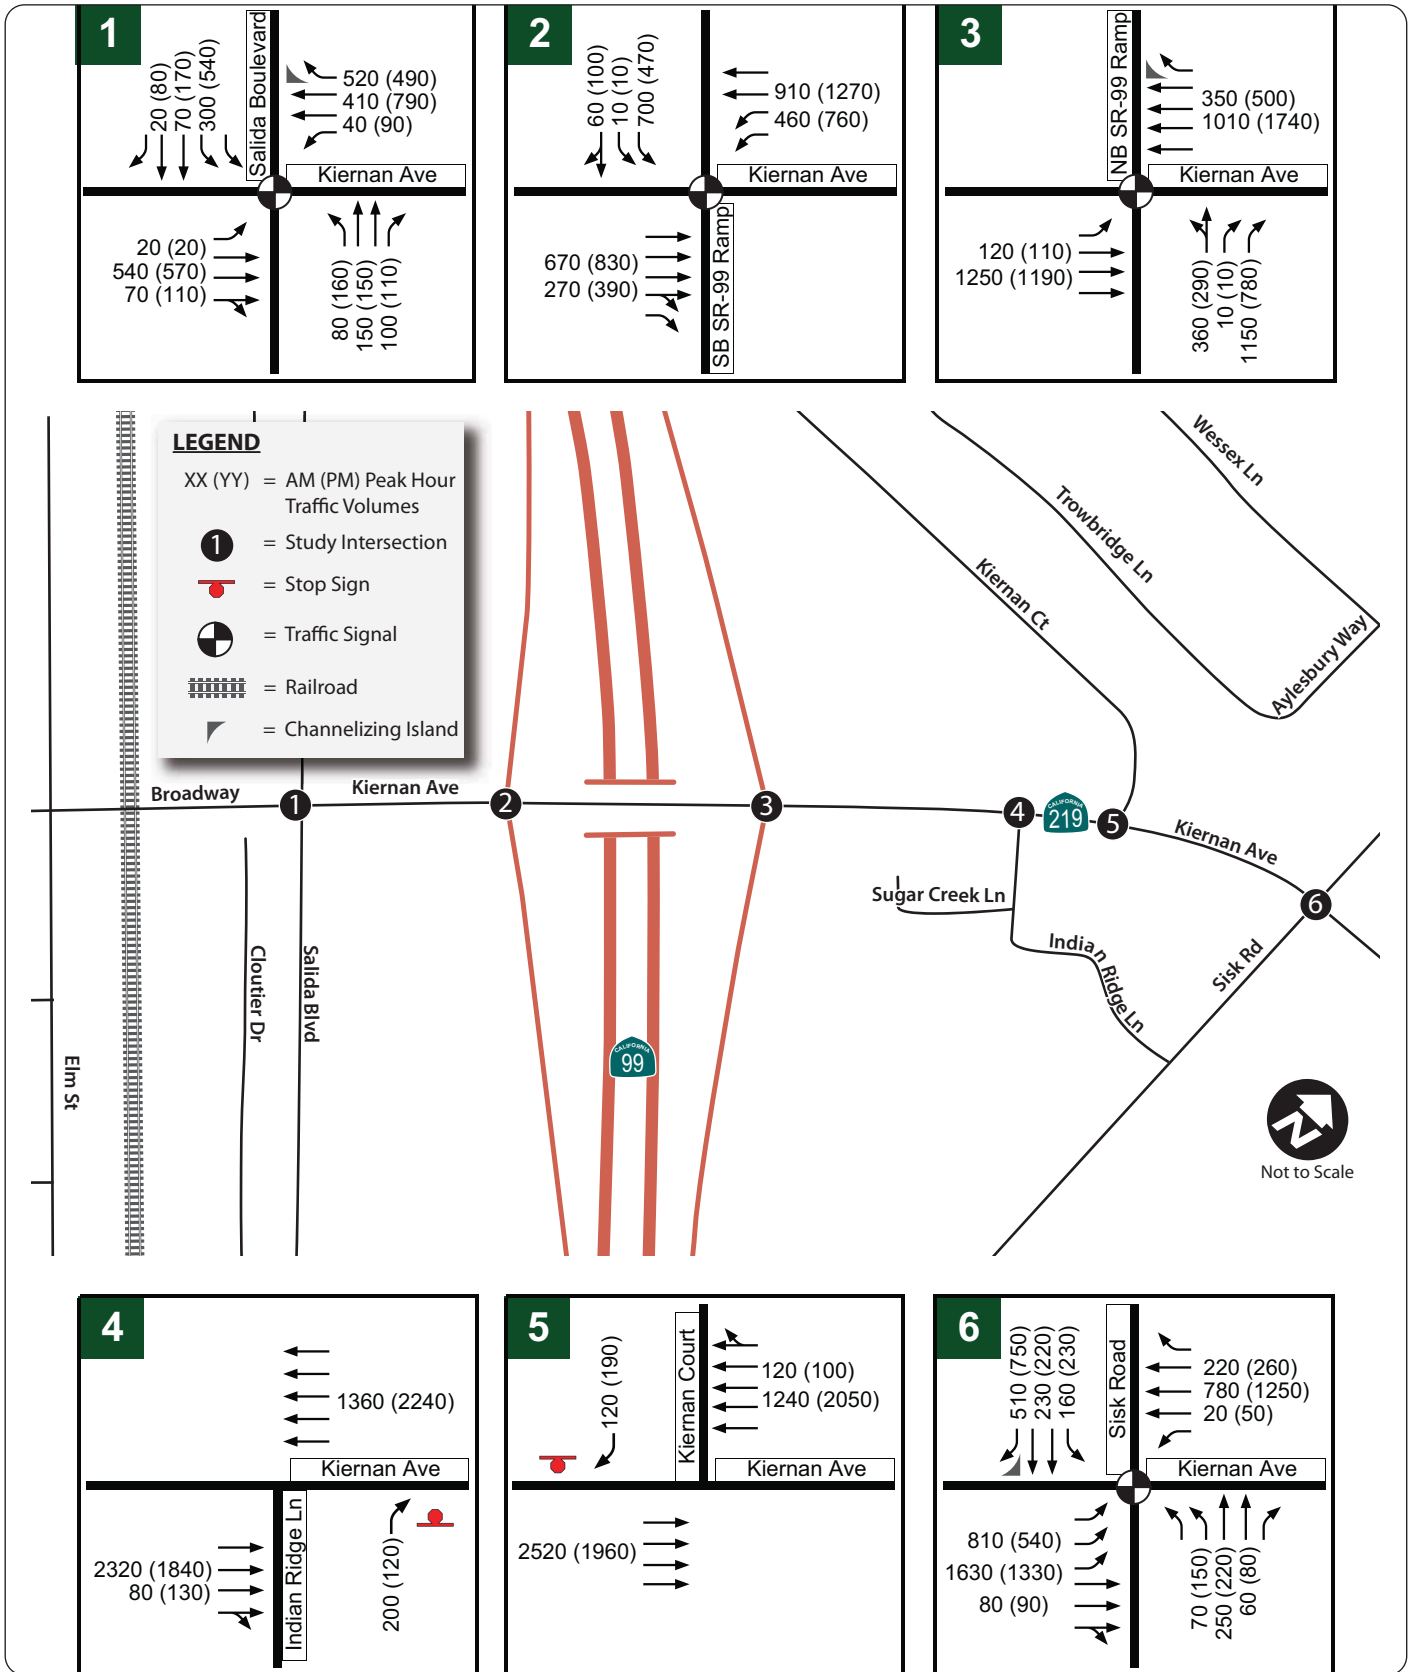 1
20 (80)
70 (170)
300 (540)
Salida Boulevard
520 (490)
410 (790)
40 (90)
Kiernan Ave
20 (20)
540 (570)
70 (110)
80 (160)
150 (150)
100 (110)
2
60 (100)
10 (10)
700 (470)
910 (1270)
460 (760)
Kiernan Ave
670 (830)
270 (390)
SB SR-99 Ramp
3
NB SR-99 Ramp
350 (500)
1010 (1740)
Kiernan Ave
120 (110)
1250 (1190)
360 (290)
10 (10)
1150 (780)
LEGEND
XX (YY) = AM (PM) Peak Hour
Traffic Volumes
1 = Study Intersection
= Stop Sign
= Traffic Signal
= Railroad
= Channelizing Island
Wessex Ln
Trowbridge Ln
Kiernan Ct
Aylesbury Way
Broadway
Kiernan Ave
1
2
3
4
CALIFORNIA
219
5
Kiernan Ave
6
Sugar Creek Ln
Indian Ridge Ln
Sisk Rd
Cloutier Dr
Salida Blvd
Elm St
CALIFORNIA
99
N
Not to Scale
4
1360 (2240)
Kiernan Ave
2320 (1840)
80 (130)
Indian Ridge Ln
200 (120)
5
120 (190)
Kiernan Court
120 (100)
1240 (2050)
Kiernan Ave
2520 (1960)
6
510 (750)
230 (220)
160 (230)
Sisk Road
220 (260)
780 (1250)
20 (50)
Kiernan Ave
810 (540)
1630 (1330)
80 (90)
70 (150)
250 (220)
60 (80)